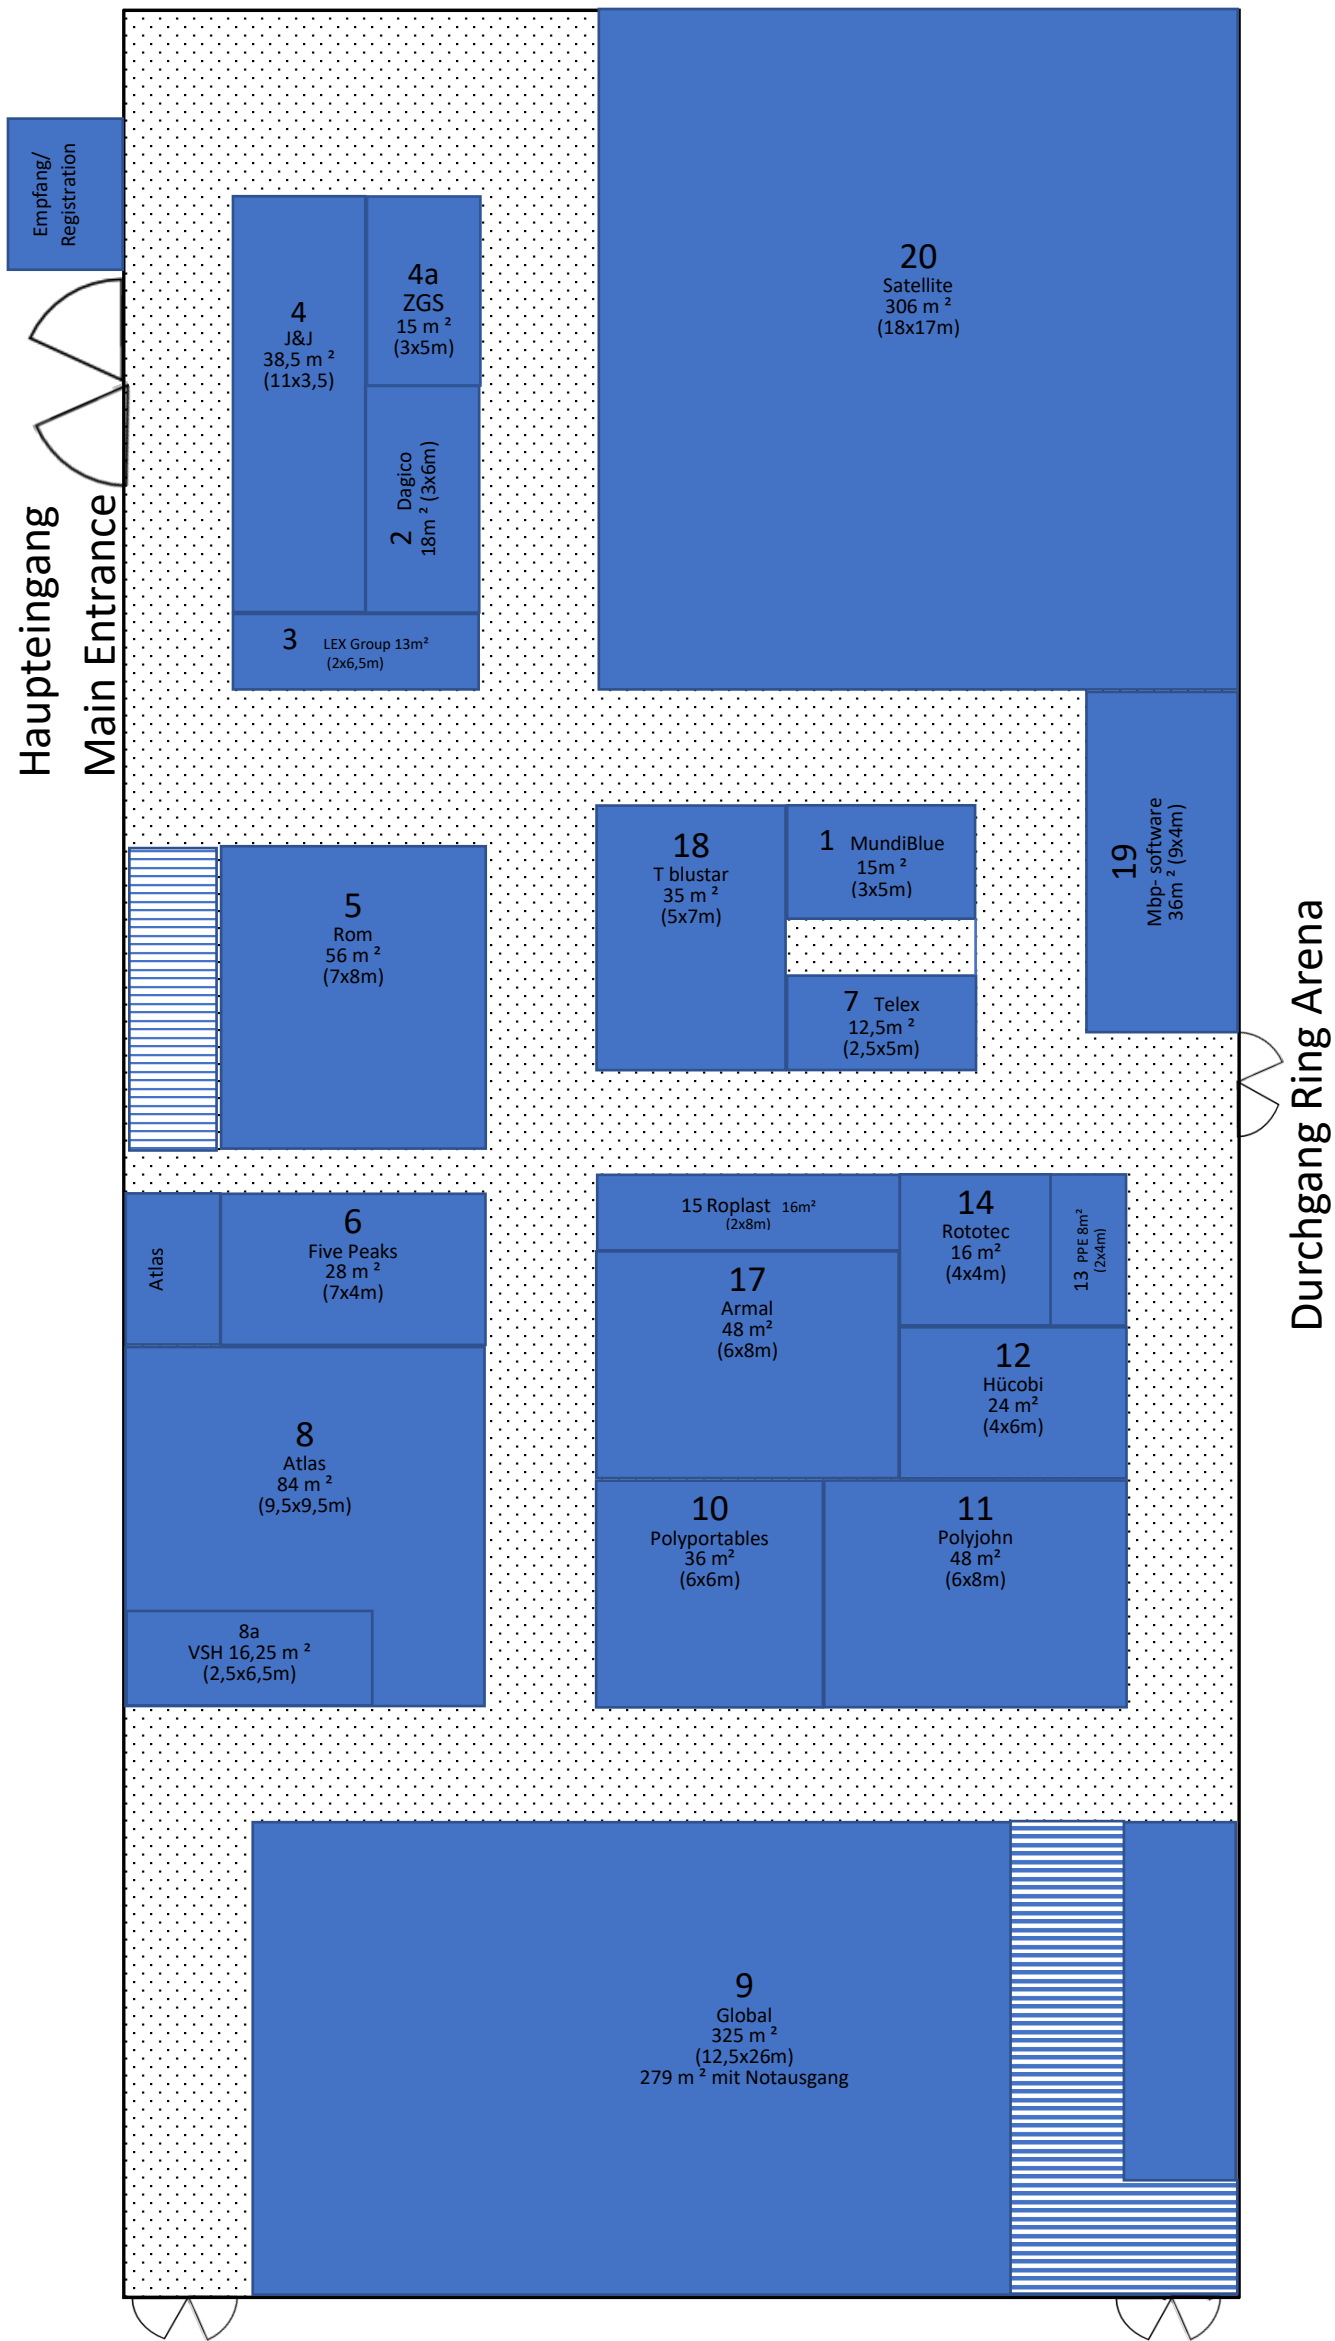 Empfang/
Registration
Haupteingang
Main Entrance
4
J&J
38,5 m ²
(11x3,5)
4a
ZGS
15 m ²
(3x5m)
2 Dagico
18m ² (3x6m)
3 LEX Group 13m²
(2x6,5m)
20
Satellite
306 m ²
(18x17m)
19
Mbp- software
36m ² (9x4m)
18
T blustar
35 m ²
(5x7m)
1 MundiBlue
15m ²
(3x5m)
7 Telex
12,5m ²
(2,5x5m)
5
Rom
56 m ²
(7x8m)
Durchgang Ring Arena
Atlas
6
Five Peaks
28 m ²
(7x4m)
15 Roplast 16m²
(2x8m)
14
Rototec
16 m²
(4x4m)
13 PPE 8m²
(2x4m)
17
Armal
48 m²
(6x8m)
12
Hücobi
24 m²
(4x6m)
8
Atlas
84 m ²
(9,5x9,5m)
10
Polyportables
36 m²
(6x6m)
11
Polyjohn
48 m²
(6x8m)
8a
VSH 16,25 m ²
(2,5x6,5m)
9
Global
325 m ²
(12,5x26m)
279 m ² mit Notausgang